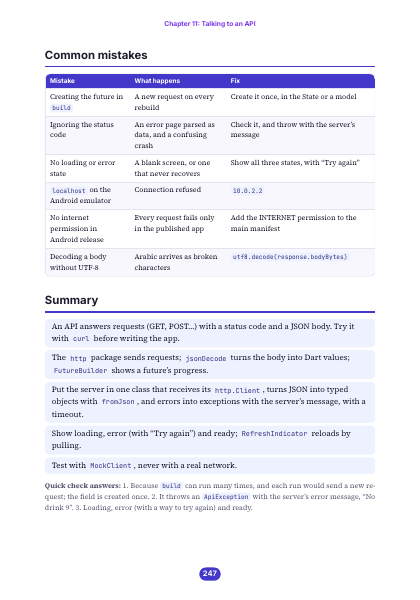 Chapter 11: Talking to an API
Common mistakes
Mistake What happens Fix
Creating the future in A new request on every Create it once, in the State or a model
build rebuild
Ignoring the status An error page parsed as Check it, and throw with the server's
code data, and a confusing message
crash
No loading or error A blank screen, or one Show all three states, with "Try again"
state that never recovers
localhost on the Connection refused 10.0.2.2
Android emulator
No internet Every request fails only Add the INTERNET permission to the
permission in in the published app main manifest
Android release
Decoding a body Arabic arrives as broken utf8.decode(response.bodyBytes)
without UTF-8 characters
Summary
An API answers requests (GET, POST…) with a status code and a JSON body. Try it
with curl before writing the app.
The http package sends requests; jsonDecode turns the body into Dart values;
FutureBuilder shows a future's progress.
Put the server in one class that receives its http.Client, turns JSON into typed
objects with fromJson, and errors into exceptions with the server's message, with a
timeout.
Show loading, error (with "Try again") and ready; RefreshIndicator reloads by
pulling.
Test with MockClient, never with a real network.
Quick check answers: 1. Because build can run many times, and each run would send a new re-
quest; the field is created once. 2. It throws an ApiException with the server's error message, "No
drink 9". 3. Loading, error (with a way to try again) and ready.
247